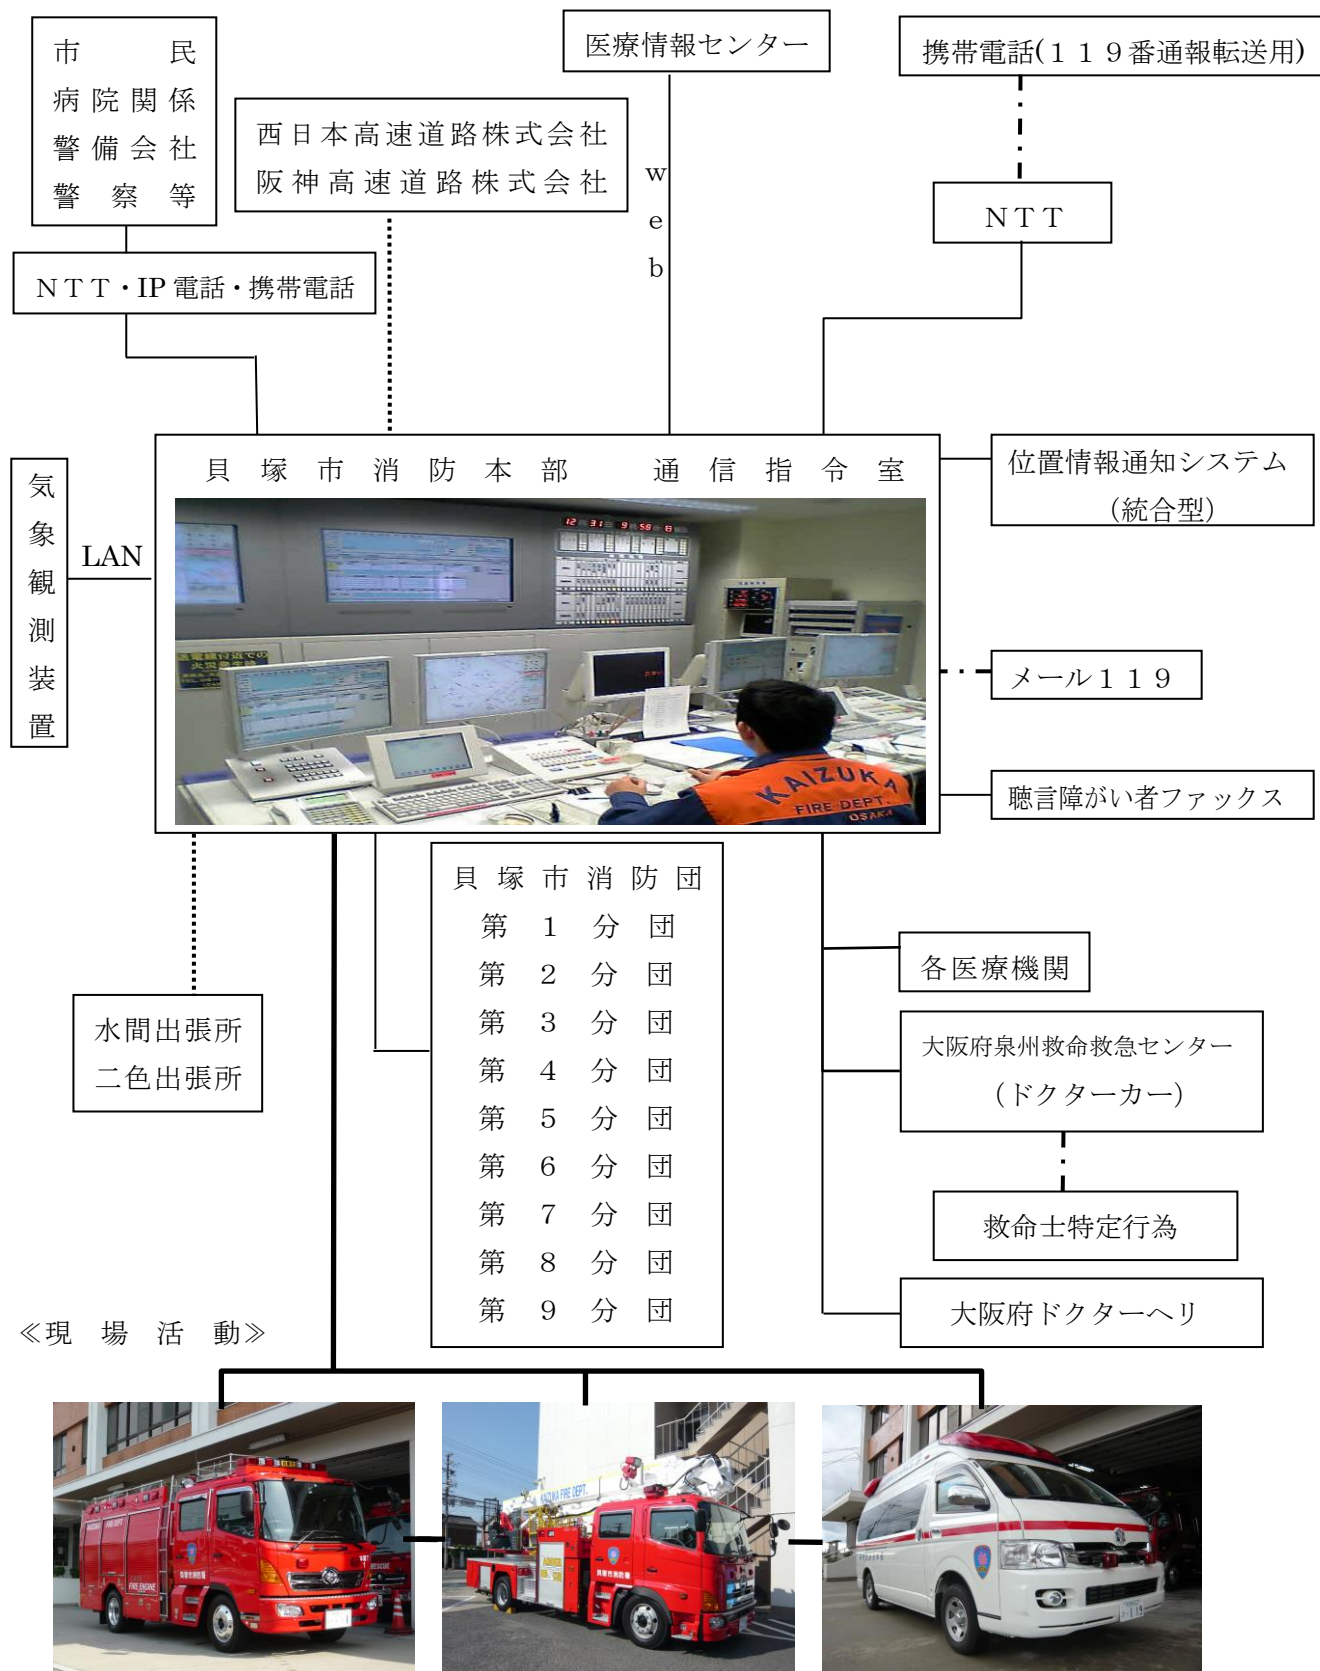 市民
病院関係
警備会社
警察等
西日本高速道路株式会社
阪神高速道路株式会社
医療情報センター
携帯電話(１１９番通報転送用)
ｗｅｂ
ＮＴＴ
ＮＴＴ・IP 電話・携帯電話
貝塚市消防本部　通信指令室
気象観測装置
LAN
位置情報通知システム
（統合型）
メール１１９
聴言障がい者ファックス
KAIZUKA
FIRE DEPT.
OSAKA
貝塚市消防団
第１分団
第２分団
第３分団
第４分団
第５分団
第６分団
第７分団
第８分団
第９分団
水間出張所
二色出張所
各医療機関
大阪府泉州救命救急センター
（ドクターカー）
救命士特定行為
大阪府ドクターヘリ
≪現場活動≫
FIRE ENGINE
RESCUE
KAIZUKA FIRE DEPT.